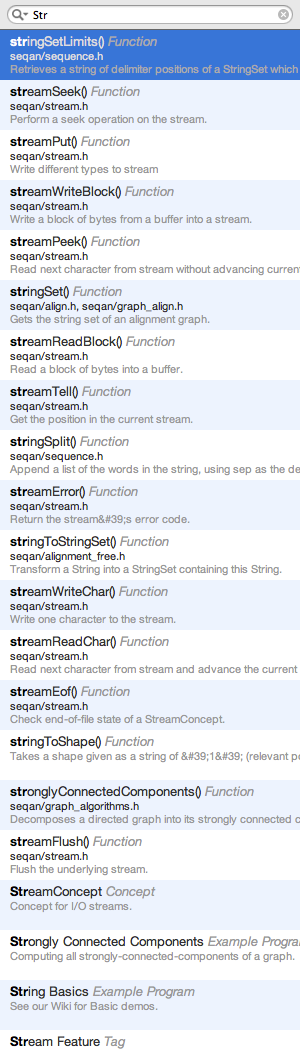 Str
stringSetLimits() Function
seqan/sequence.h
Retrieves a string of delimiter positions of a StringSet which
streamSeek() Function
seqan/stream.h
Perform a seek operation on the stream.
streamPut() Function
seqan/stream.h
Write different types to stream
streamWriteBlock() Function
seqan/stream.h
Write a block of bytes from a buffer into a stream.
streamPeek() Function
seqan/stream.h
Read next character from stream without advancing current
stringSet() Function
seqan/align.h, seqan/graph_align.h
Gets the string set of an alignment graph.
streamReadBlock() Function
seqan/stream.h
Read a block of bytes into a buffer.
streamTell() Function
seqan/stream.h
Get the position in the current stream.
stringSplit() Function
seqan/sequence.h
Append a list of the words in the string, using sep as the de
streamError() Function
seqan/stream.h
Return the stream&#39;s error code.
stringToStringSet() Function
seqan/alignment_free.h
Transform a String into a StringSet containing this String.
streamWriteChar() Function
seqan/stream.h
Write one character to the stream.
streamReadChar() Function
seqan/stream.h
Read next character from stream and advance the current
streamEof() Function
seqan/stream.h
Check end-of-file state of a StreamConcept.
stringToShape() Function
Takes a shape given as a string of &#39;1&#39; (relevant po
stronglyConnectedComponents() Function
seqan/graph_algorithms.h
Decomposes a directed graph into its strongly connected c
streamFlush() Function
seqan/stream.h
Flush the underlying stream.
StreamConcept Concept
Concept for I/O streams.
Strongly Connected Components Example Progra
Computing all strongly-connected-components of a graph.
String Basics Example Program
See our Wiki for Basic demos.
Stream Feature Tag